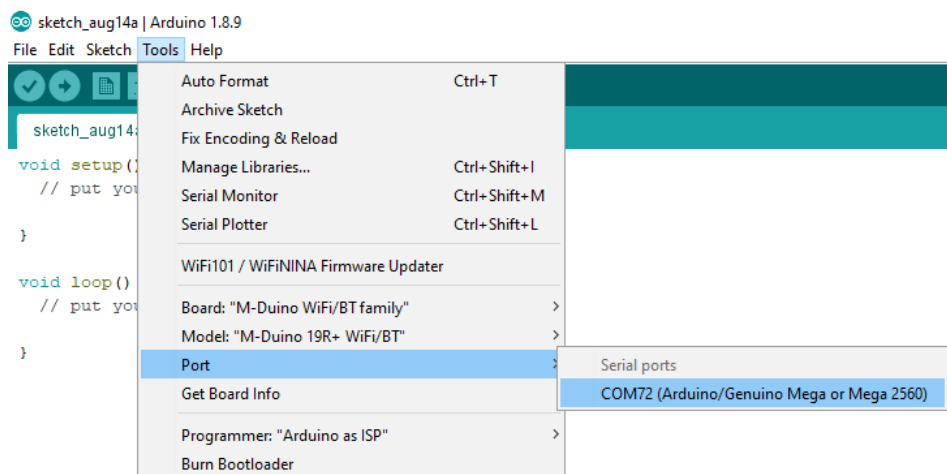 sketch_aug14a | Arduino 1.8.9
File Edit Sketch Tools Help
Auto Format Ctrl+T
Archive Sketch
sketch_aug14a
Fix Encoding & Reload
void setup()
Manage Libraries... Ctrl+Shift+I
// put you
Serial Monitor Ctrl+Shift+M
Serial Plotter Ctrl+Shift+L
}
WiFi101 / WiFiNINA Firmware Updater
void loop()
// put you
Board: "M-Duino WiFi/BT family"
Model: "M-Duino 19R+ WiFi/BT"
}
Port
Serial ports
Get Board Info
COM72 (Arduino/Genuino Mega or Mega 2560)
Programmer: "Arduino as ISP"
Burn Bootloader